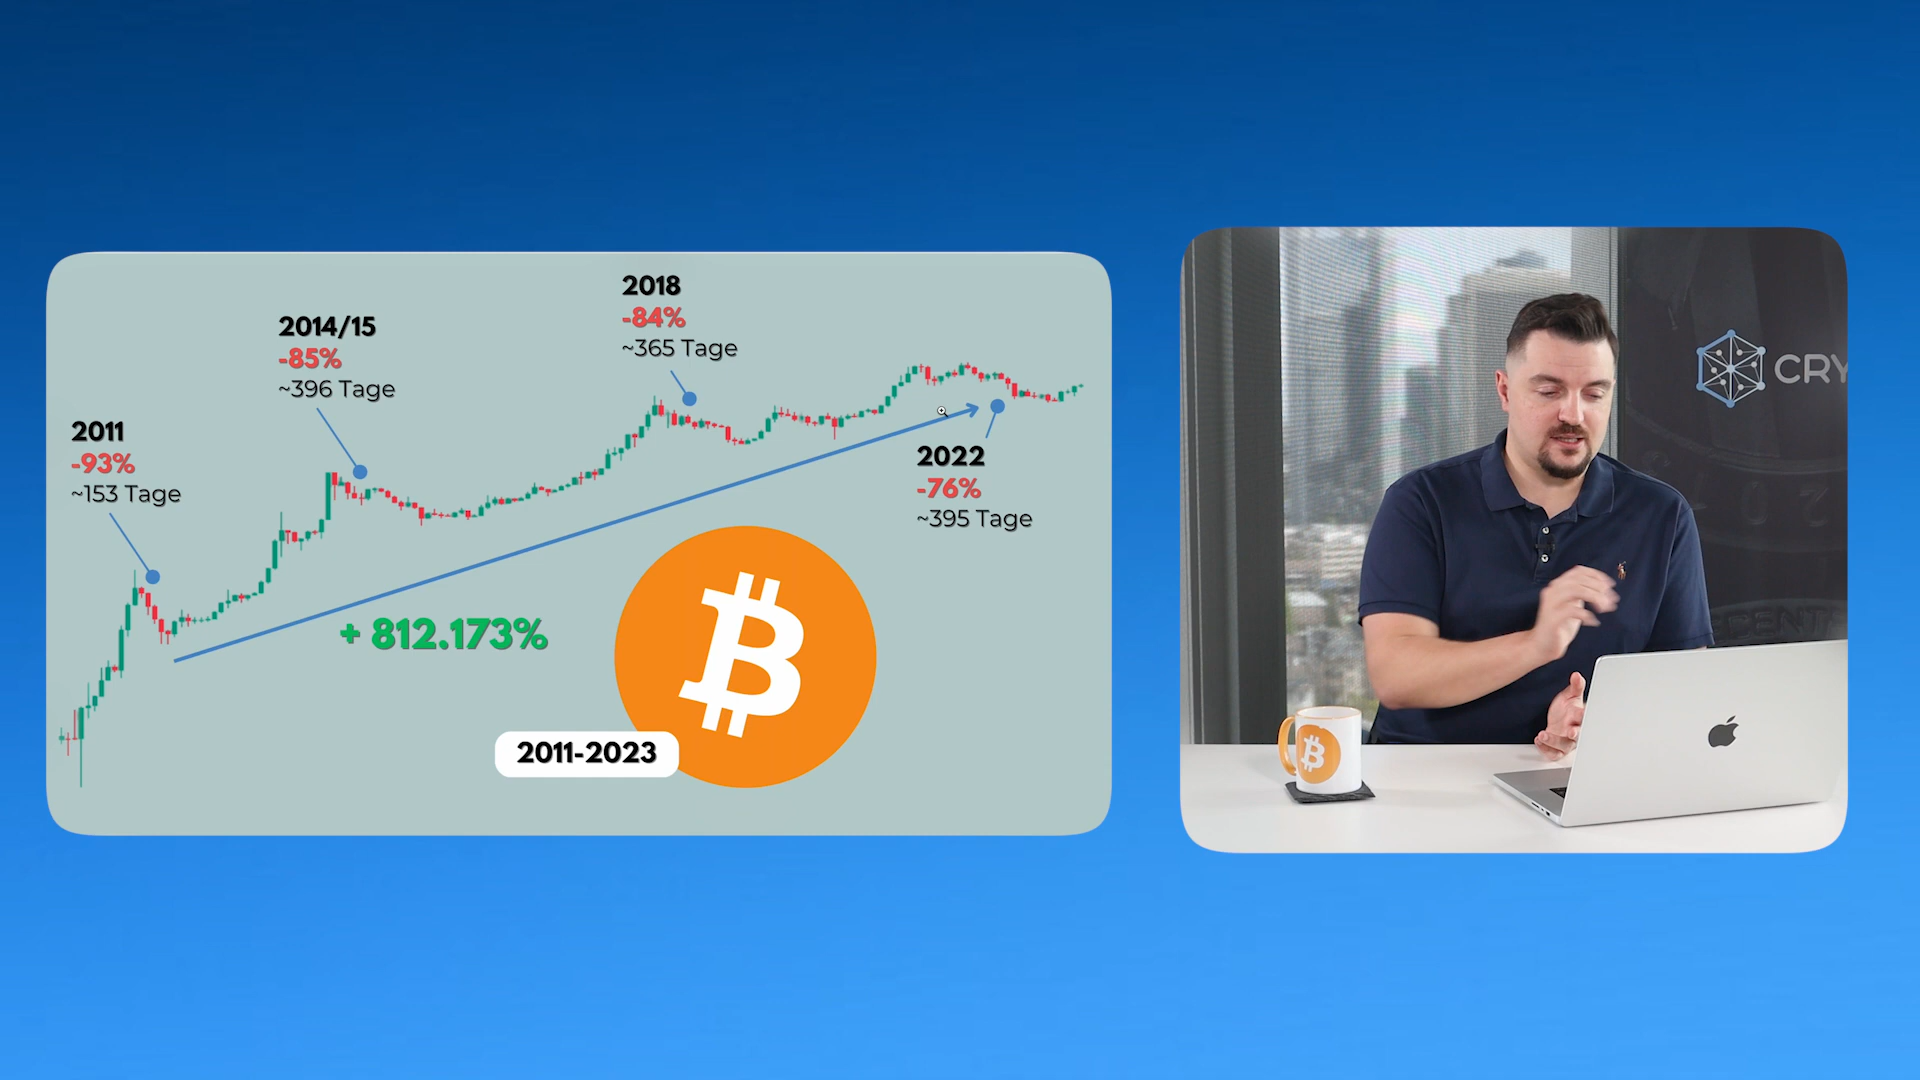 2011
-93%
~153 Tage
2014/15
-85%
~396 Tage
2018
-84%
~365 Tage
2022
-76%
~395 Tage
+ 812.173%
2011-2023
CRY